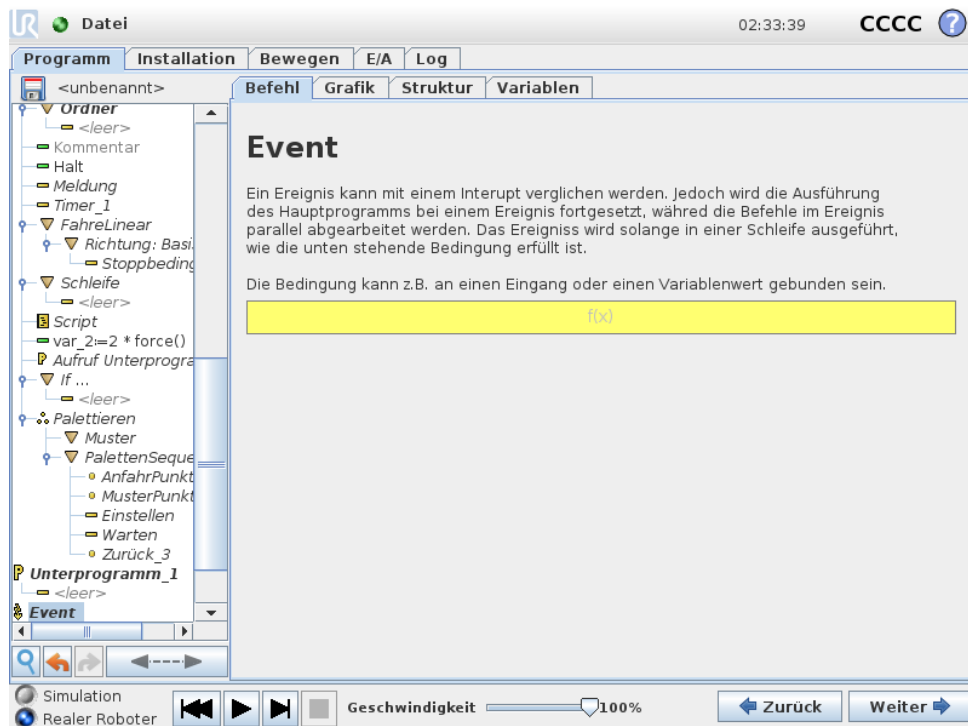 UR Datei 02:33:39 CCCC ?
Programm Installation Bewegen E/A Log
<unbenannt>
Befehl Grafik Struktur Variablen
Ordner
<leer>
Kommentar
Halt
Meldung
Timer_1
FahreLinear
Richtung: Basi
Stoppbeding
Schleife
<leer>
Script
var_2:=2 * force()
P Aufruf Unterprogra
If ...
<leer>
Palettieren
Muster
PalettenSeque
AnfahrPunkt
MusterPunkt
Einstellen
Warten
Zurück_3
P Unterprogramm_1
<leer>
Event
Event
Ein Ereignis kann mit einem Interupt verglichen werden. Jedoch wird die Ausführung
des Hauptprogramms bei einem Ereignis fortgesetzt, währed die Befehle im Ereignis
parallel abgearbeitet werden. Das Ereigniss wird solange in einer Schleife ausgeführt,
wie die unten stehende Bedingung erfüllt ist.
Die Bedingung kann z.B. an einen Eingang oder einen Variablenwert gebunden sein.
f(x)
Simulation
Realer Roboter
Geschwindigkeit 100%
Zurück Weiter